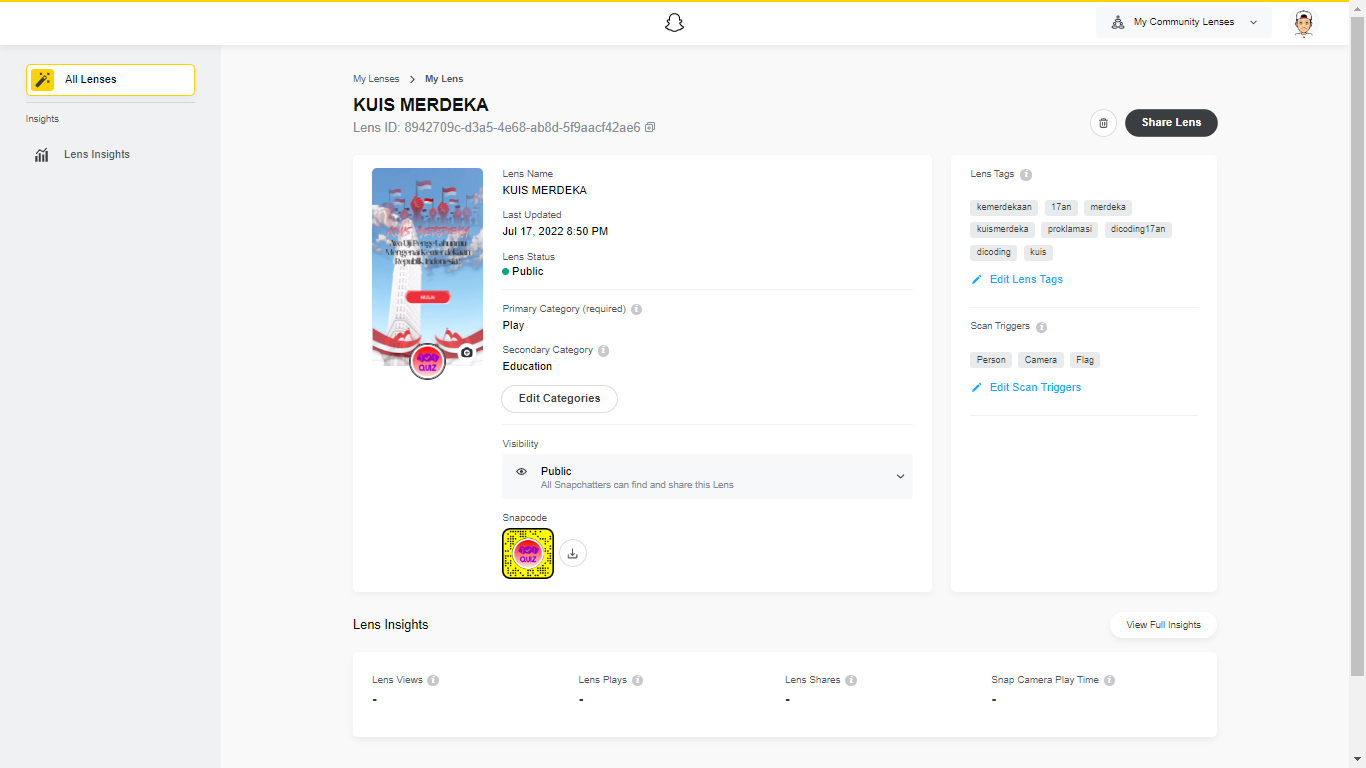 My Community Lenses
All Lenses
Insights
Lens Insights
My Lenses
My Lens
KUIS MERDEKA
Lens ID: 8942709c-d3a5-4e68-ab8d-5f9aacf42ae6
Share Lens
KUIS MERDEKA
Ayo Uji Pengetahunmu
Mengenai Kemerdekaan
Republik Indonesia!
MULAI
QUIZ
Lens Name
KUIS MERDEKA
Last Updated
Jul 17, 2022 8:50 PM
Lens Status
Public
Primary Category (required)
Play
Secondary Category
Education
Edit Categories
Visibility
Public
All Snapchatters can find and share this Lens
Snapcode
QUIZ
Lens Tags
kemerdekaan 17an merdeka
kuismerdeka proklamasi dicoding17an
dicoding kuis
Edit Lens Tags
Scan Triggers
Person Camera Flag
Edit Scan Triggers
Lens Insights
View Full Insights
Lens Views Lens Plays Lens Shares Snap Camera Play Time
- - - -